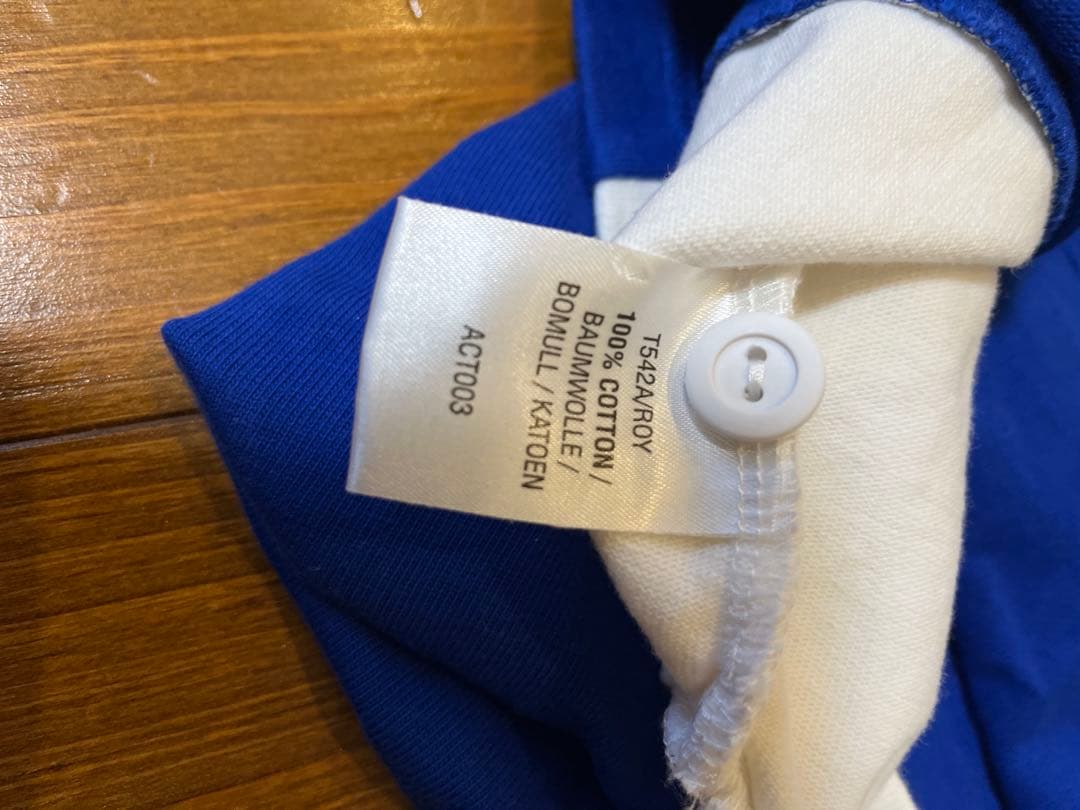 T542A/ROY
100% COTTON /
BAUMWOLLE /
BOMULL / KATOEN
ACT003